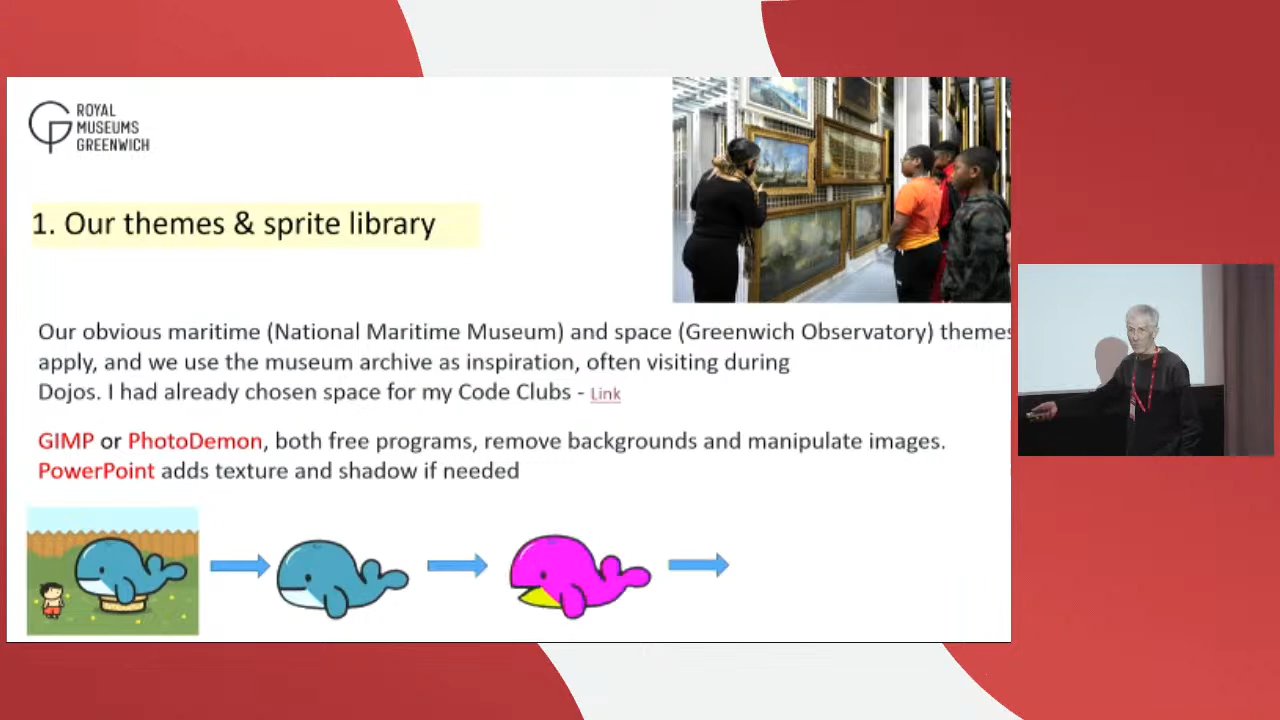 ROYAL
MUSEUMS
GREENWICH
1. Our themes & sprite library
Our obvious maritime (National Maritime Museum) and space (Greenwich Observatory) themes
apply, and we use the museum archive as inspiration, often visiting during
Dojos. I had already chosen space for my Code Clubs - Link
GIMP or PhotoDemon, both free programs, remove backgrounds and manipulate images.
PowerPoint adds texture and shadow if needed